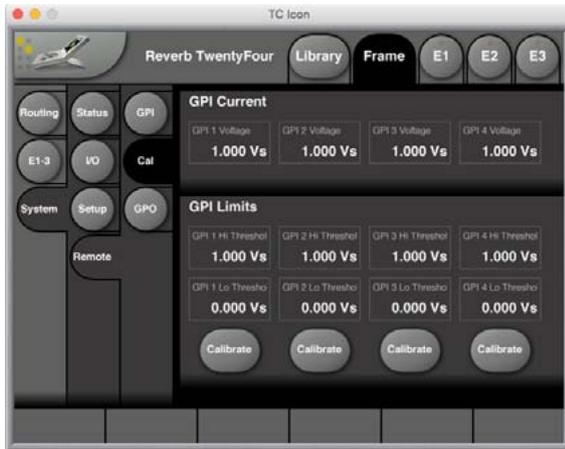 TC Icon
Reverb TwentyFour
Library
Frame
E1
E2
E3
Routing
Status
GPI
E1-3
I/O
Cal
System
Setup
GPO
Remote
GPI Current
GPI 1 Voltage GPI 2 Voltage GPI 3 Voltage GPI 4 Voltage
1.000 Vs 1.000 Vs 1.000 Vs 1.000 Vs
GPI Limits
GPI 1 Hi Threshol GPI 2 Hi Threshol GPI 3 Hi Threshol GPI 4 Hi Threshol
1.000 Vs 1.000 Vs 1.000 Vs 1.000 Vs
GPI 1 Lo Thresho GPI 2 Lo Thresho GPI 3 Lo Thresho GPI 4 Lo Thresho
0.000 Vs 0.000 Vs 0.000 Vs 0.000 Vs
Calibrate Calibrate Calibrate Calibrate